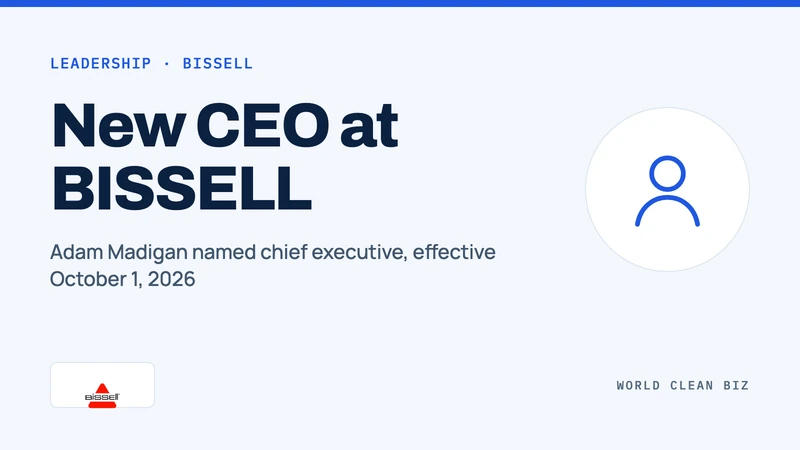 LEADERSHIP · BISSELL
New CEO at
BISSELL
Adam Madigan named chief executive, effective
October 1, 2026
BISSELL
WORLD CLEAN BIZ